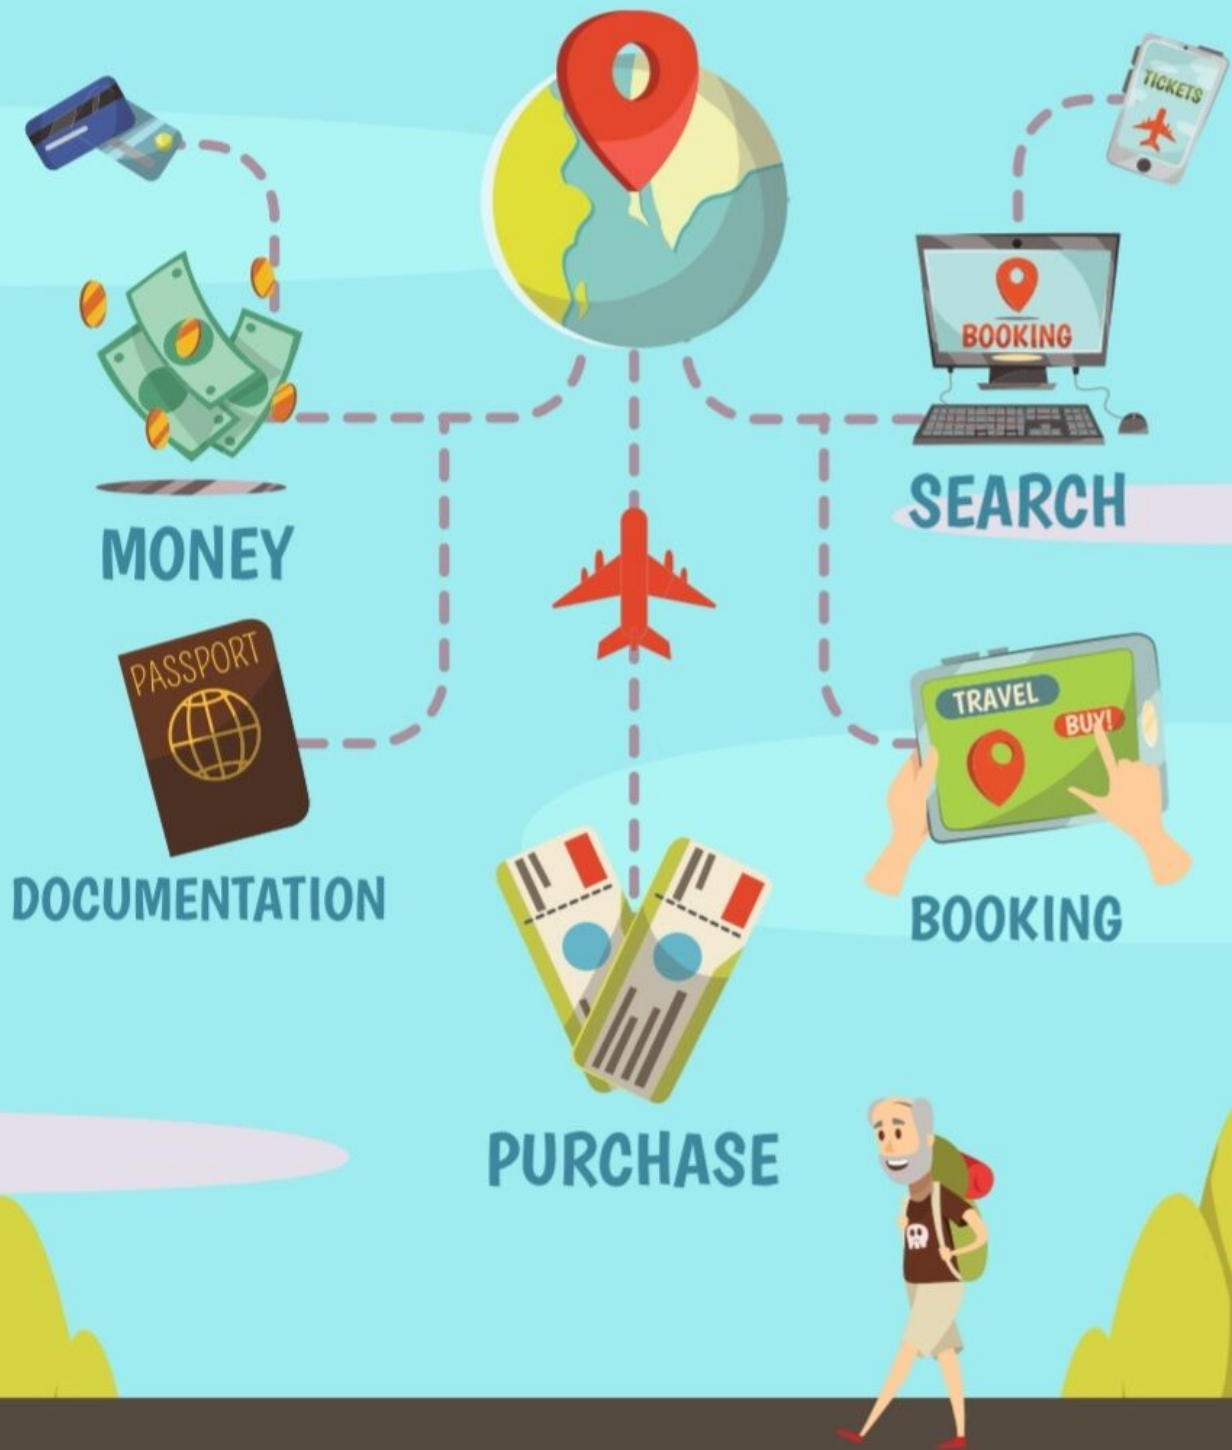 TICKETS
BOOKING
SEARCH
MONEY
PASSPORT
TRAVEL
BUY!
DOCUMENTATION
BOOKING
PURCHASE